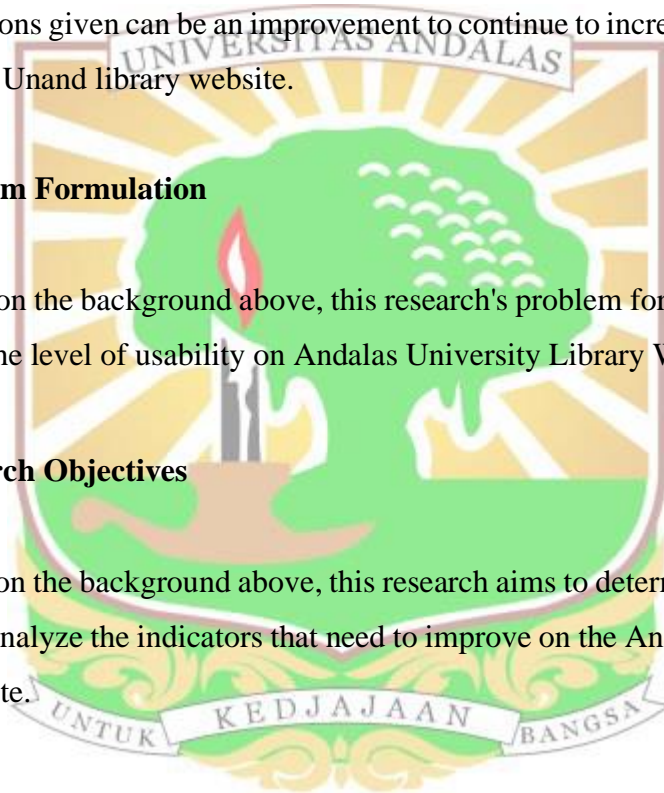 ons given can be an improvement to continue to incre
UNIVERSITAS ANDALAS
Unand library website.
m Formulation
on the background above, this research's problem for
ne level of usability on Andalas University Library W
rch Objectives
on the background above, this research aims to deter
nalyze the indicators that need to improve on the An
te.
UNTUK KEDJAJAAN BANGSA